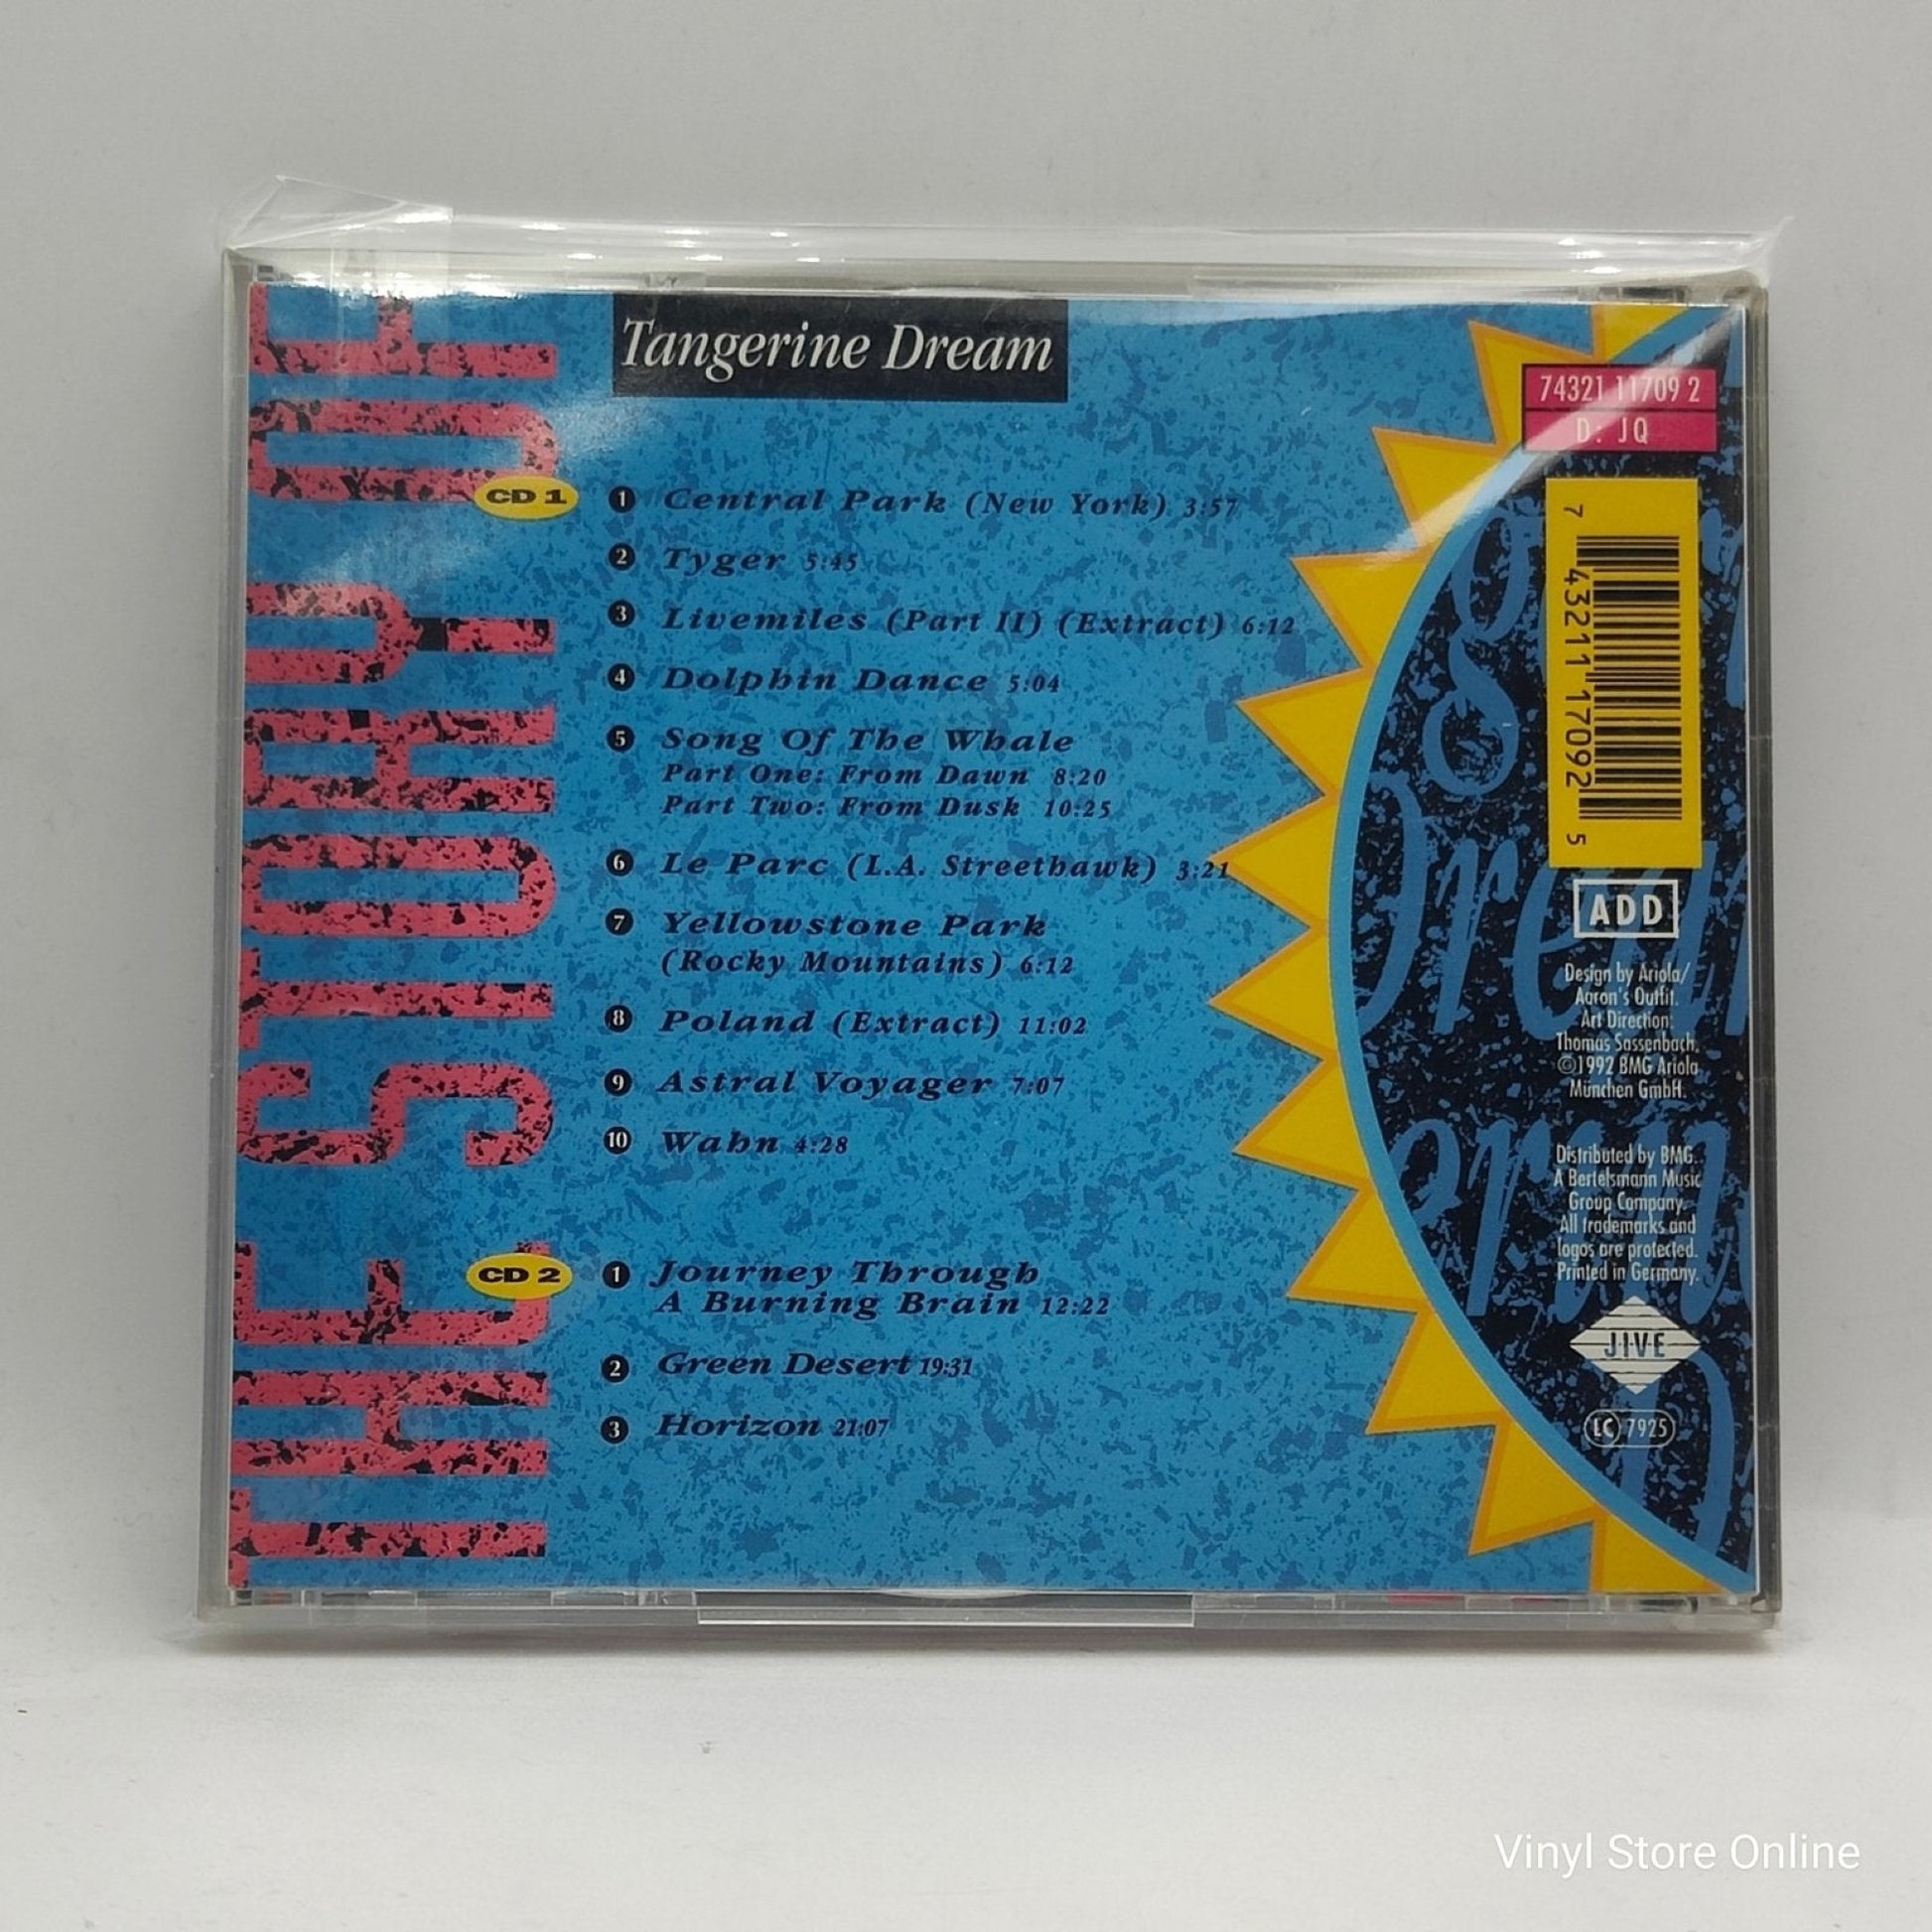 THE STORY OF
Tangerine Dream
CD 1
1 Central Park (New York) 3:57
2 Tyger 5:45
3 Livemiles (Part II) (Extract) 6:12
4 Dolphin Dance 5:04
5 Song Of The Whale
Part One: From Dawn 8:20
Part Two: From Dusk 10:25
6 Le Parc (L.A. Streethawk) 3:21
7 Yellowstone Park
(Rocky Mountains) 6:12
8 Poland (Extract) 11:02
9 Astral Voyager 7:07
10 Wahn 4:28
CD 2
1 Journey Through
A Burning Brain 12:22
2 Green Desert 19:31
3 Horizon 21:07
74321 11709 2
D: JQ
7 43211 17092 5
ADD
Design by Ariola/
Aaron's Outfit.
Art Direction:
Thomas Sassenbach.
©1992 BMG Ariola
München GmbH.
Distributed by BMG.
A Bertelsmann Music
Group Company.
All trademarks and
logos are protected.
Printed in Germany.
JIVE
LC 7925
Vinyl Store Online